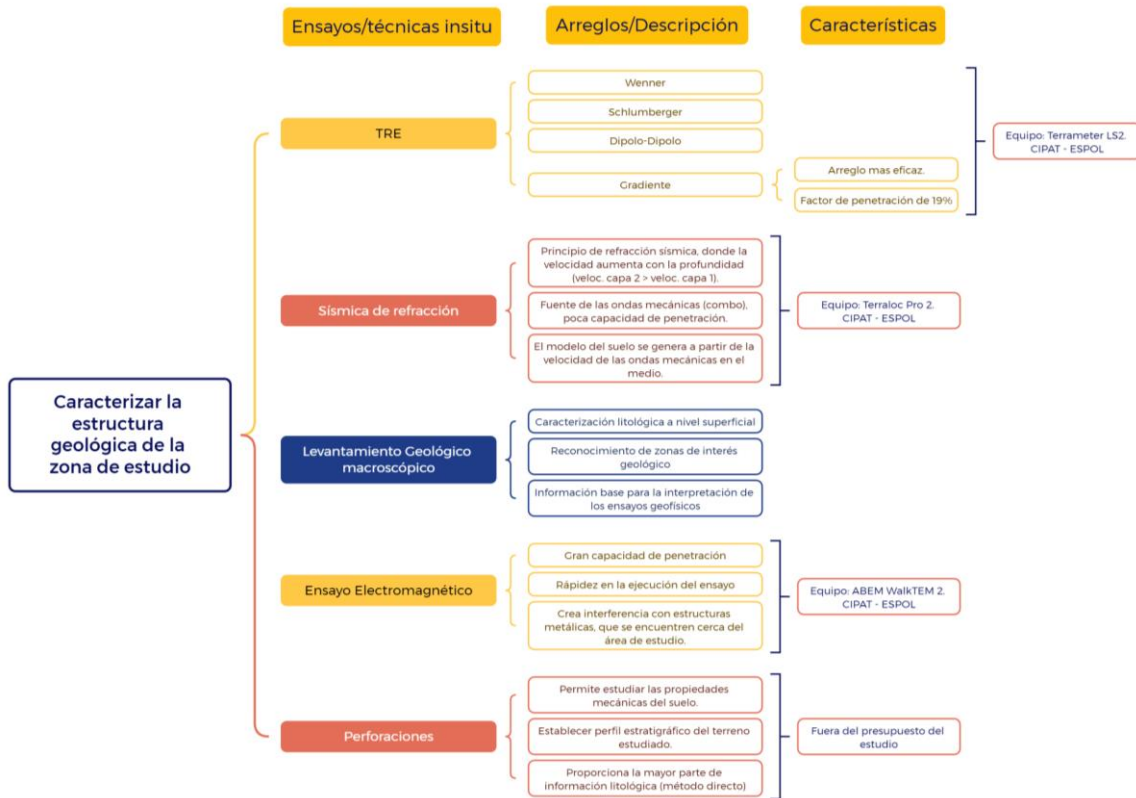 Ensayos/técnicas insitu
Arreglos/Descripción
Características
Caracterizar la
estructura
geológica de la
zona de estudio
TRE
Wenner
Schlumberger
Dipolo-Dipolo
Gradiente
Arreglo mas eficaz.
Factor de penetración de 19%
Equipo: Terrameter LS2.
CIPAT - ESPOL
Sísmica de refracción
Principio de refracción sísmica, donde la
velocidad aumenta con la profundidad
(veloc. capa 2 > veloc. capa 1).
Fuente de las ondas mecánicas (combo),
poca capacidad de penetración.
El modelo del suelo se genera a partir de la
velocidad de las ondas mecánicas en el
medio.
Equipo: Terraloc Pro 2.
CIPAT - ESPOL
Levantamiento Geológico
macroscópico
Caracterización litológica a nivel superficial
Reconocimiento de zonas de interés
geológico
Información base para la interpretación de
los ensayos geofísicos
Ensayo Electromagnético
Gran capacidad de penetración
Rápidez en la ejecución del ensayo
Crea interferencia con estructuras
metálicas, que se encuentren cerca del
área de estudio.
Equipo: ABEM WalkTEM 2.
CIPAT - ESPOL
Perforaciones
Permite estudiar las propiedades
mecánicas del suelo.
Establecer perfil estratigráfico del terreno
estudiado.
Proporciona la mayor parte de
información litológica (método directo)
Fuera del presupuesto del
estudio